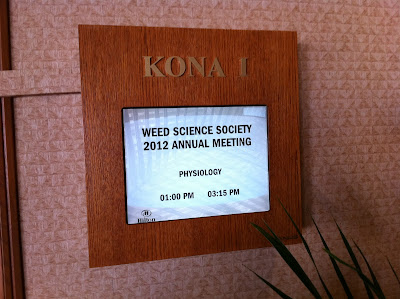 KONA I
WEED SCIENCE SOCIETY
2012 ANNUAL MEETING
PHYSIOLOGY
01:00 PM 03:15 PM
Hilton